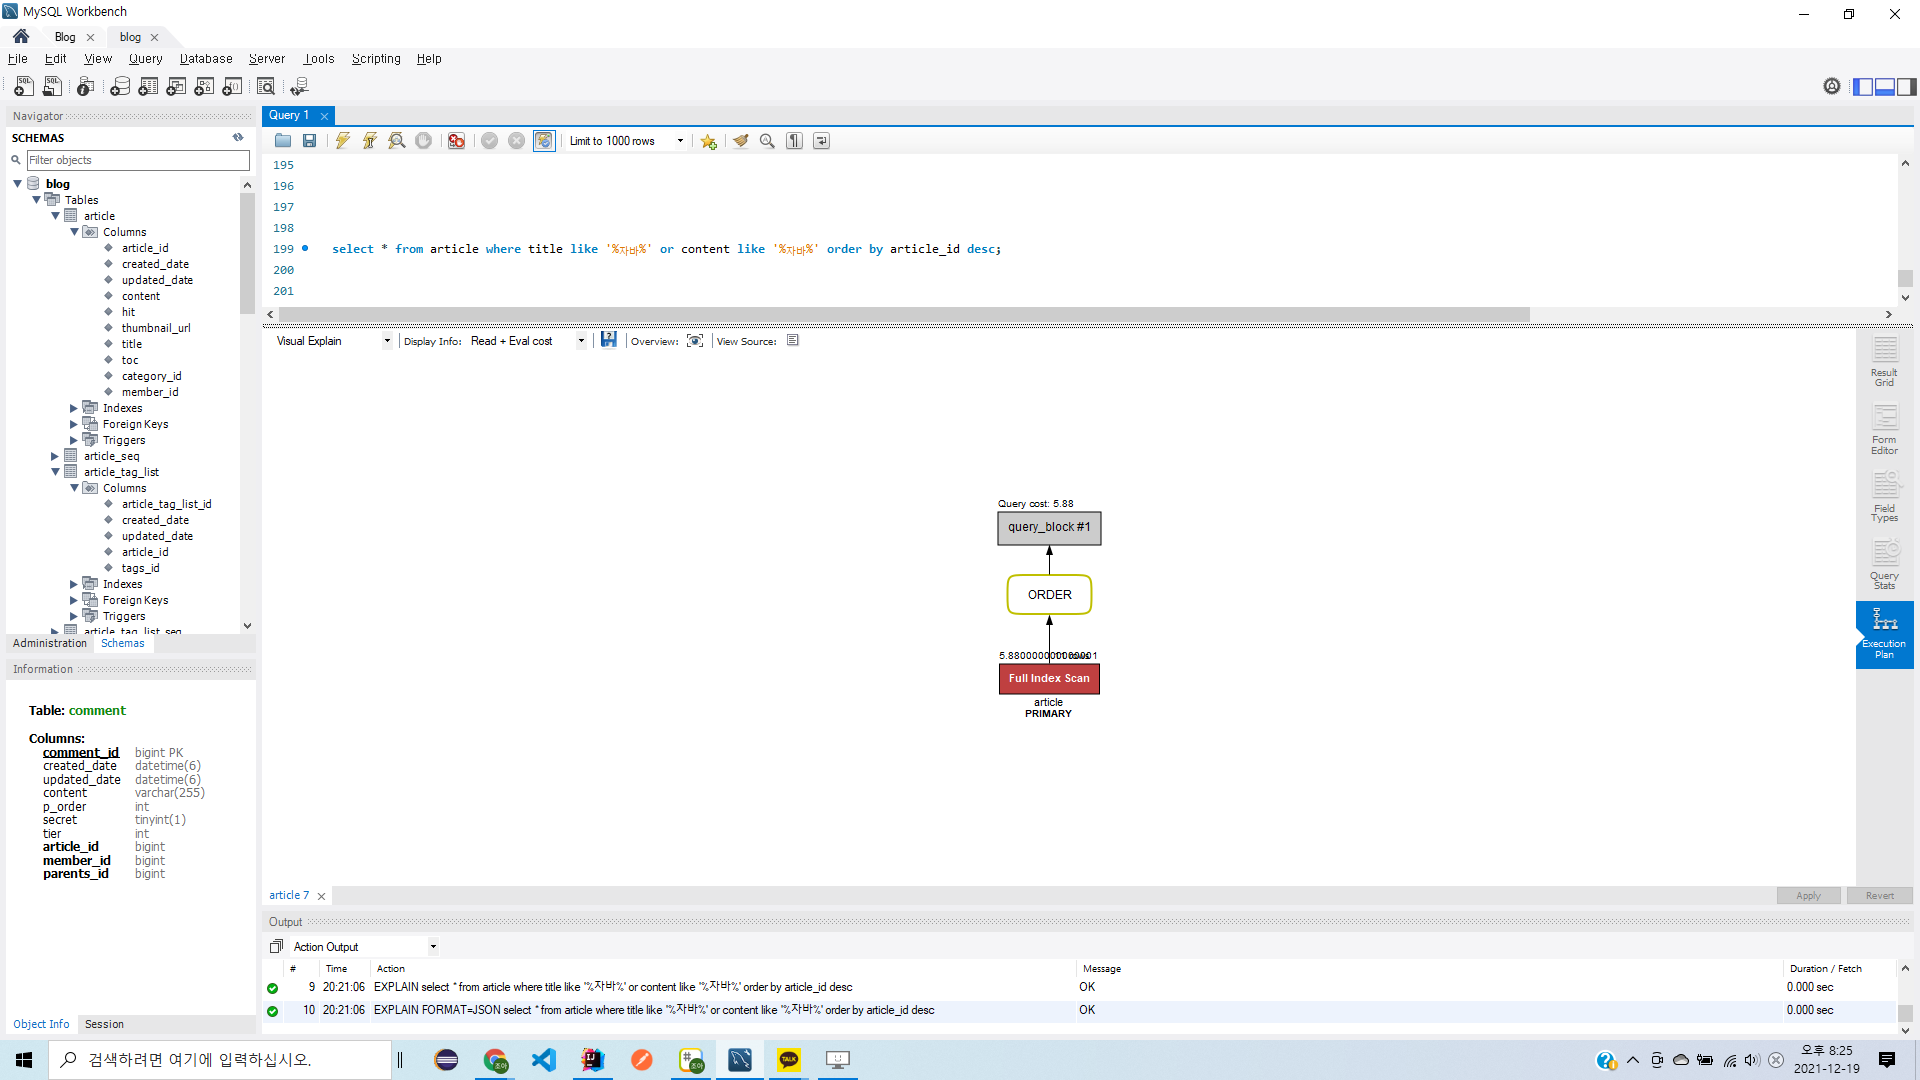 MySQL Workbench
Blog
blog
File Edit View Query Database Server Tools Scripting Help
Navigator
SCHEMAS
Filter objects
blog
Tables
article
Columns
article_id
created_date
updated_date
content
hit
thumbnail_url
title
toc
category_id
member_id
Indexes
Foreign Keys
Triggers
article_seq
article_tag_list
Columns
article_tag_list_id
created_date
updated_date
article_id
tags_id
Indexes
Foreign Keys
Triggers
article_tag_list_seq
Administration Schemas
Information
Table: comment
Columns:
comment_id bigint PK
created_date datetime(6)
updated_date datetime(6)
content varchar(255)
p_order int
secret tinyint(1)
tier int
article_id bigint
member_id bigint
parents_id bigint
Object Info Session
Query 1
Limit to 1000 rows
195
196
197
198
199 select * from article where title like '%자바%' or content like '%자바%' order by article_id desc;
200
201
Visual Explain Display Info: Read + Eval cost Overview: View Source:
Query cost: 5.88
query_block #1
ORDER
Full Index Scan
article
PRIMARY
Result
Grid
Form
Editor
Field
Types
Query
Stats
Execution
Plan
article 7
Apply Revert
Output
Action Output
# Time Action Message Duration / Fetch
9 20:21:06 EXPLAIN select * from article where title like '%자바%' or content like '%자바%' order by article_id desc OK 0.000 sec
10 20:21:06 EXPLAIN FORMAT=JSON select * from article where title like '%자바%' or content like '%자바%' order by article_id desc OK 0.000 sec
검색하려면 여기에 입력하십시오.
조아
IJ
조아
TALK
오후 8:25
2021-12-19